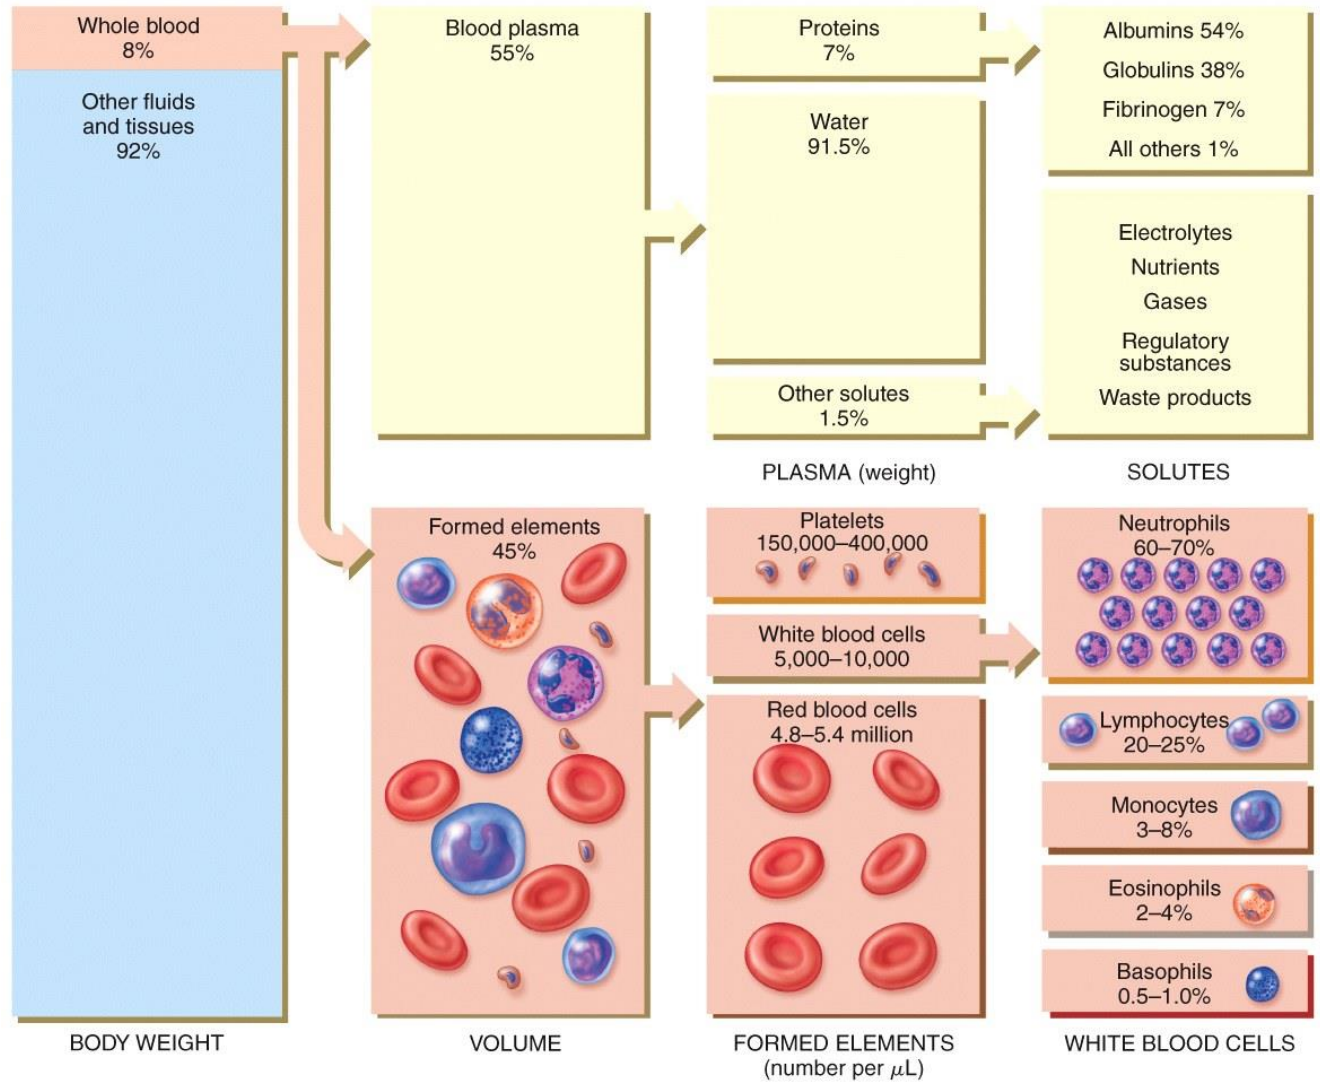 Whole blood
8%
Other fluids
and tissues
92%
BODY WEIGHT
Blood plasma
55%
Formed elements
45%
VOLUME
Proteins
7%
Water
91.5%
Other solutes
1.5%
PLASMA (weight)
Albumins 54%
Globulins 38%
Fibrinogen 7%
All others 1%
Electrolytes
Nutrients
Gases
Regulatory
substances
Waste products
SOLUTES
Platelets
150,000–400,000
White blood cells
5,000–10,000
Red blood cells
4.8–5.4 million
FORMED ELEMENTS
(number per μL)
Neutrophils
60–70%
Lymphocytes
20–25%
Monocytes
3–8%
Eosinophils
2–4%
Basophils
0.5–1.0%
WHITE BLOOD CELLS